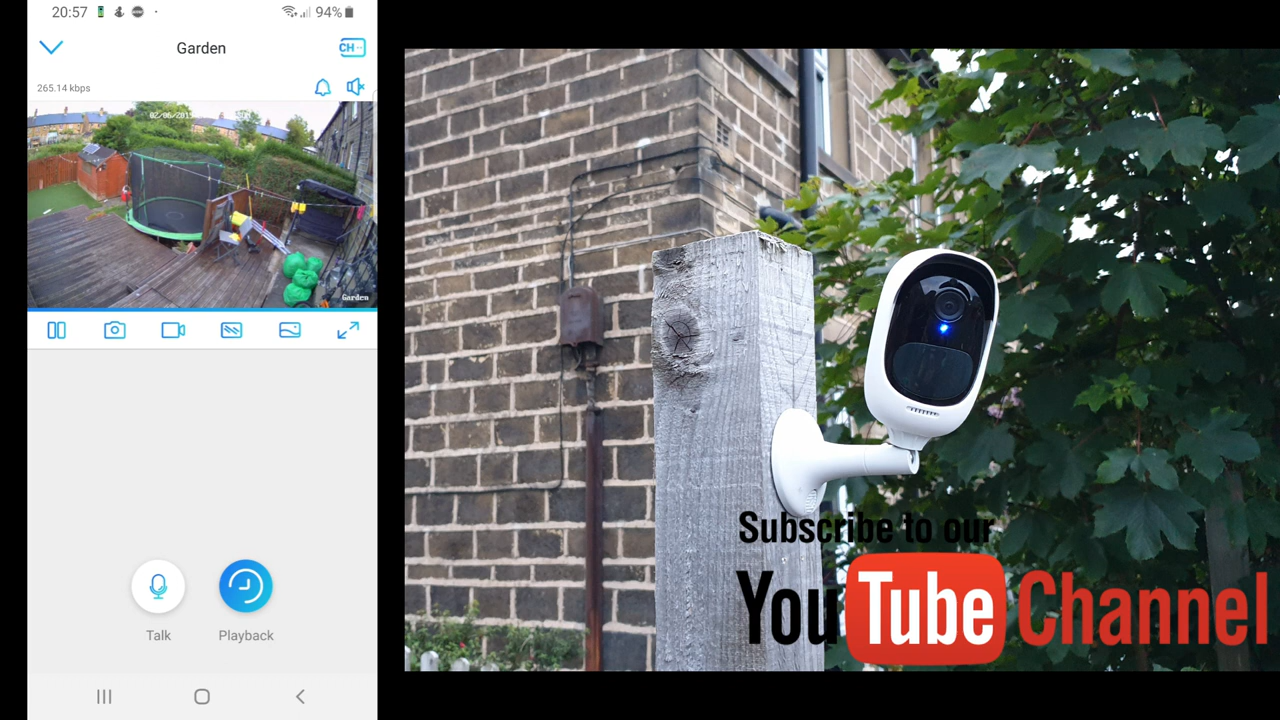 20:57
94%
Garden
CH
265.14 kbps
Garden
Talk
Playback
Subscribe to our
YouTube Channel